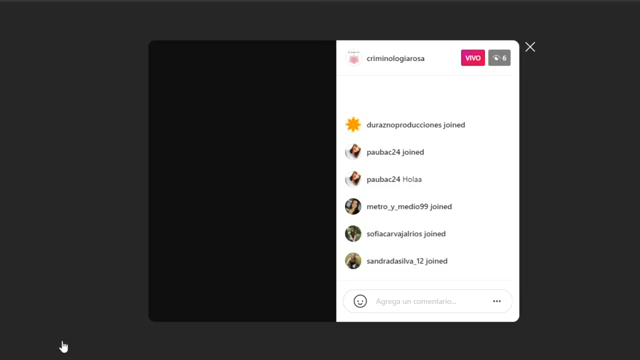 criminologiarosa VIVO 6
duraznoproducciones joined
paubac24 joined
paubac24 Holaa
metro_y_medio99 joined
sofiacarvajalrios joined
sandradasilva_12 joined
Agrega un comentario...